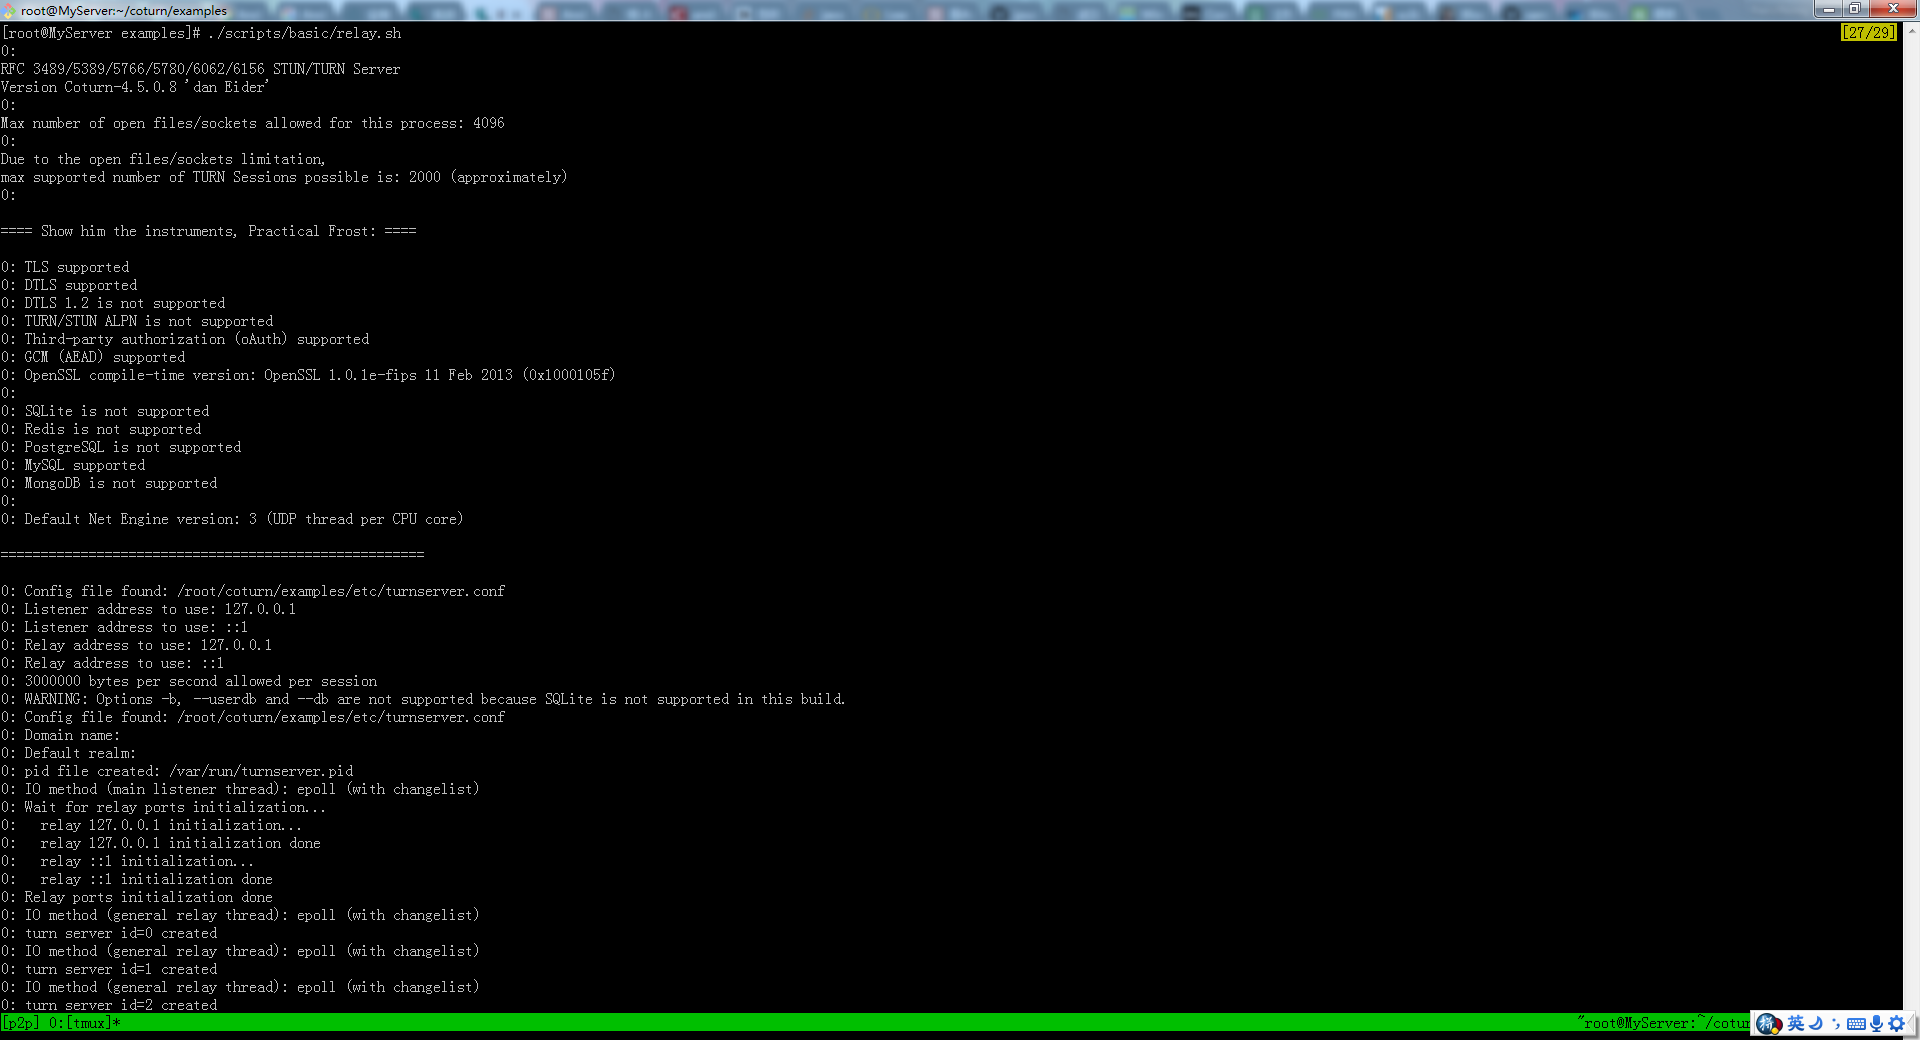 root@MyServer:~/coturn/examples
[root@MyServer examples]# ./scripts/basic/relay.sh
[27/29]
0:
RFC 3489/5389/5766/5780/6062/6156 STUN/TURN Server
Version Coturn-4.5.0.8 'dan Eider'
0:
Max number of open files/sockets allowed for this process: 4096
0:
Due to the open files/sockets limitation,
max supported number of TURN Sessions possible is: 2000 (approximately)
0:
==== Show him the instruments, Practical Frost: ====
0: TLS supported
0: DTLS supported
0: DTLS 1.2 is not supported
0: TURN/STUN ALPN is not supported
0: Third-party authorization (oAuth) supported
0: GCM (AEAD) supported
0: OpenSSL compile-time version: OpenSSL 1.0.1e-fips 11 Feb 2013 (0x1000105f)
0:
0: SQLite is not supported
0: Redis is not supported
0: PostgreSQL is not supported
0: MySQL supported
0: MongoDB is not supported
0:
0: Default Net Engine version: 3 (UDP thread per CPU core)
=====================================================
0: Config file found: /root/coturn/examples/etc/turnserver.conf
0: Listener address to use: 127.0.0.1
0: Listener address to use: ::1
0: Relay address to use: 127.0.0.1
0: Relay address to use: ::1
0: 3000000 bytes per second allowed per session
0: WARNING: Options -b, --userdb and --db are not supported because SQLite is not supported in this build.
0: Config file found: /root/coturn/examples/etc/turnserver.conf
0: Domain name:
0: Default realm:
0: pid file created: /var/run/turnserver.pid
0: IO method (main listener thread): epoll (with changelist)
0: Wait for relay ports initialization...
0:   relay 127.0.0.1 initialization...
0:   relay 127.0.0.1 initialization done
0:   relay ::1 initialization...
0:   relay ::1 initialization done
0: Relay ports initialization done
0: IO method (general relay thread): epoll (with changelist)
0: turn server id=0 created
0: IO method (general relay thread): epoll (with changelist)
0: turn server id=1 created
0: IO method (general relay thread): epoll (with changelist)
0: turn server id=2 created
[p2p] 0:[tmux]*
"root@MyServer:~/cotur
英